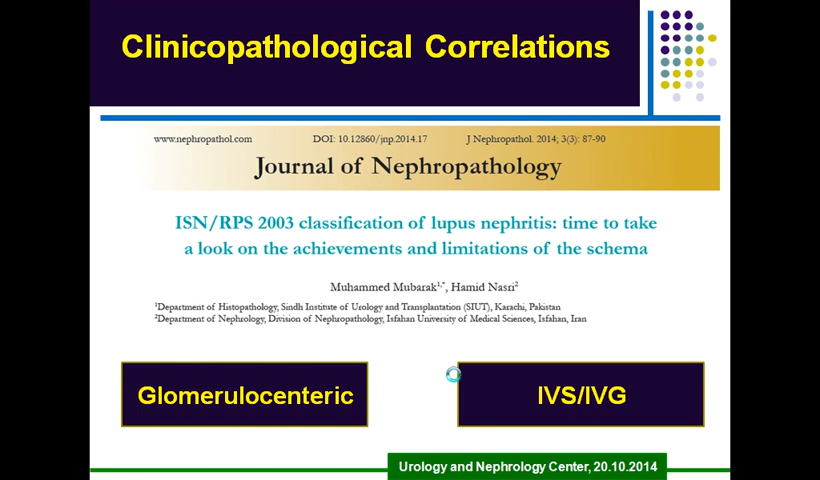 Clinicopathological Correlations
www.nephropathol.com DOI: 10.12860/jnp.2014.17 J Nephropathol. 2014; 3(3): 87-90
Journal of Nephropathology
ISN/RPS 2003 classification of lupus nephritis: time to take
a look on the achievements and limitations of the schema
Muhammed Mubarak1,*, Hamid Nasri2
1Department of Histopathology, Sindh Institute of Urology and Transplantation (SIUT), Karachi, Pakistan
2Department of Nephrology, Division of Nephropathology, Isfahan University of Medical Sciences, Isfahan, Iran
Glomerulocenteric
IVS/IVG
Urology and Nephrology Center, 20.10.2014